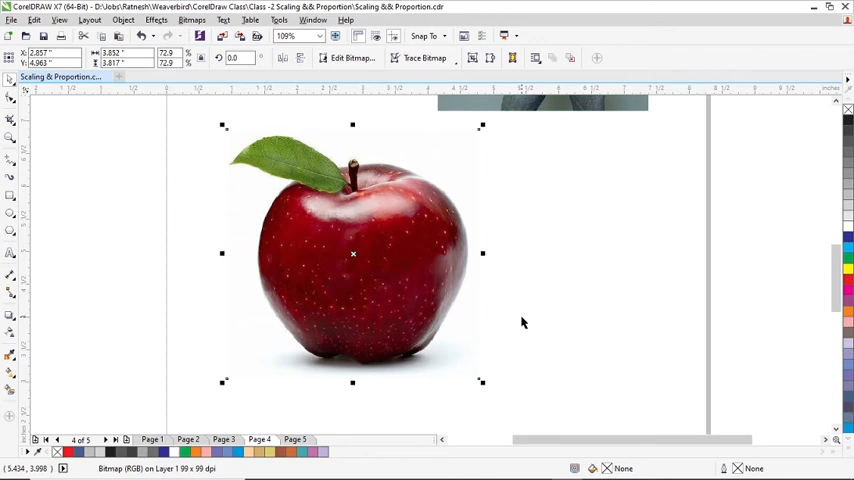 CorelDRAW X7 (64-Bit) - D:\Jobs\Ratnesh\Weaverbird\CorelDraw Class\Class -2 Scaling && Proportion\Scaling && Proportion.cdr
File Edit View Layout Object Effects Bitmaps Text Table Tools Window Help
109% Snap To
X: 2.857 " 3.852 " 72.9 %
Y: 4.963 " 3.817 " 72.9 %
0.0 Edit Bitmap... Trace Bitmap
Scaling & Proportion.c...
inches
4 of 5 Page 1 Page 2 Page 3 Page 4 Page 5
( 5.434 , 3.998 ) Bitmap (RGB) on Layer 1 99 x 99 dpi None None